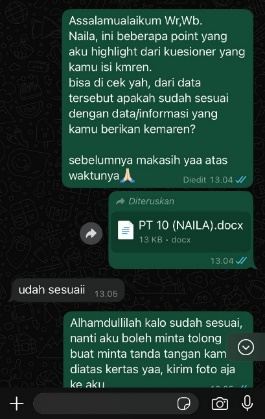 Assalamualaikum Wr,Wb.
Naila, ini beberapa point yang
aku highlight dari kuesioner yang
kamu isi kmren.
bisa di cek yah, dari data
tersebut apakah sudah sesuai
dengan data/informasi yang
kamu berikan kemaren?
sebelumnya makasih yaa atas
waktunya🙏🏻
Diedit 13.04
Diteruskan
PT 10 (NAILA).docx
13 KB • docx
13.04
udah sesuaii 13.05
Alhamdullilah kalo sudah sesuai,
nanti aku boleh minta tolong
buat minta tanda tangan kam
diatas kertas yaa, kirim foto aja
ke aku